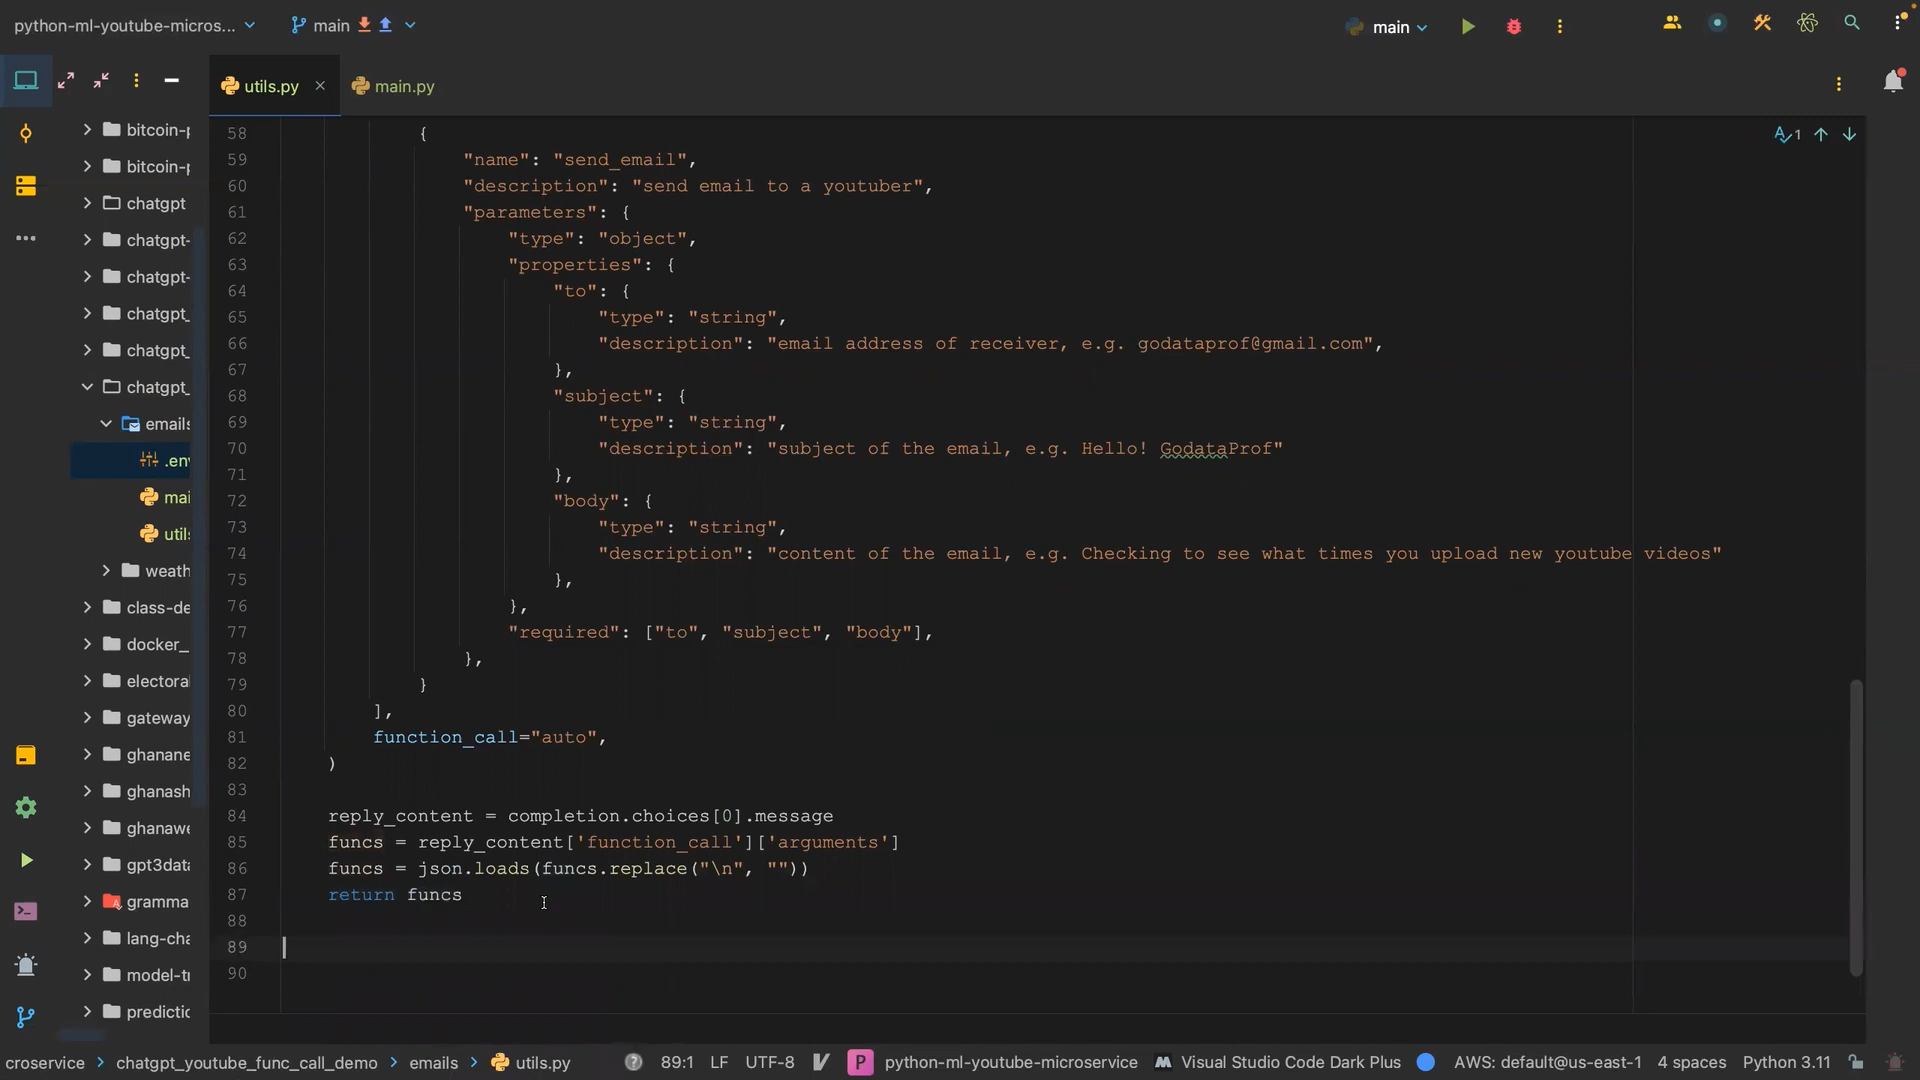 python-ml-youtube-micros...
main
main
utils.py
main.py
bitcoin-p
bitcoin-p
chatgpt
chatgpt-
chatgpt-
chatgpt_
chatgpt_
chatgpt_
emails
.env
mai
utils
weath
class-de
docker_
electoral
gateway
ghanane
ghanash
ghanawe
gpt3data
gramma
lang-cha
model-tr
predictio
1
58 {
59 "name": "send_email",
60 "description": "send email to a youtuber",
61 "parameters": {
62 "type": "object",
63 "properties": {
64 "to": {
65 "type": "string",
66 "description": "email address of receiver, e.g. godataprof@gmail.com",
67 },
68 "subject": {
69 "type": "string",
70 "description": "subject of the email, e.g. Hello! GodataProf"
71 },
72 "body": {
73 "type": "string",
74 "description": "content of the email, e.g. Checking to see what times you upload new youtube videos"
75 },
76 },
77 "required": ["to", "subject", "body"],
78 },
79 }
80 ],
81 function_call="auto",
82 )
83
84 reply_content = completion.choices[0].message
85 funcs = reply_content['function_call']['arguments']
86 funcs = json.loads(funcs.replace("\n", ""))
87 return funcs
88
89
90
croservice > chatgpt_youtube_func_call_demo > emails > utils.py 89:1 LF UTF-8 P python-ml-youtube-microservice Visual Studio Code Dark Plus AWS: default@us-east-1 4 spaces Python 3.11